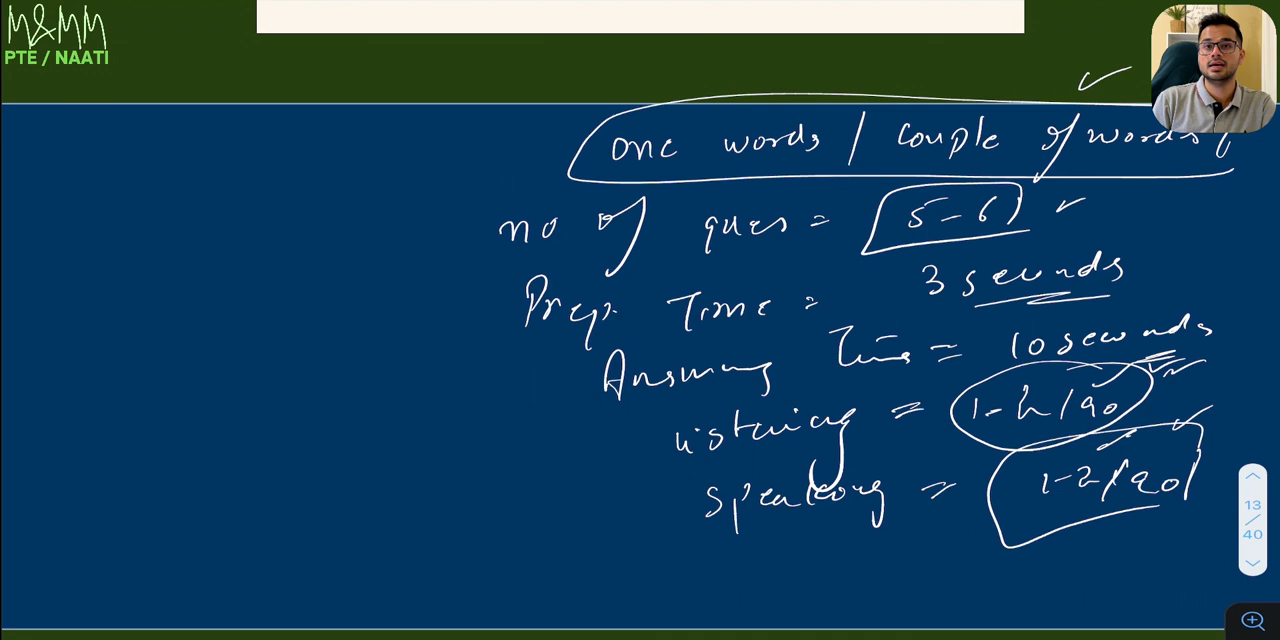 M&MM
PTE / NAATI
one words / couple of words
no of ques = 5-6
3 seconds
Prep. Time =
Answering Time = 10 seconds
Listening = 1-2/90
Speaking = 1-2/90
13
/
40